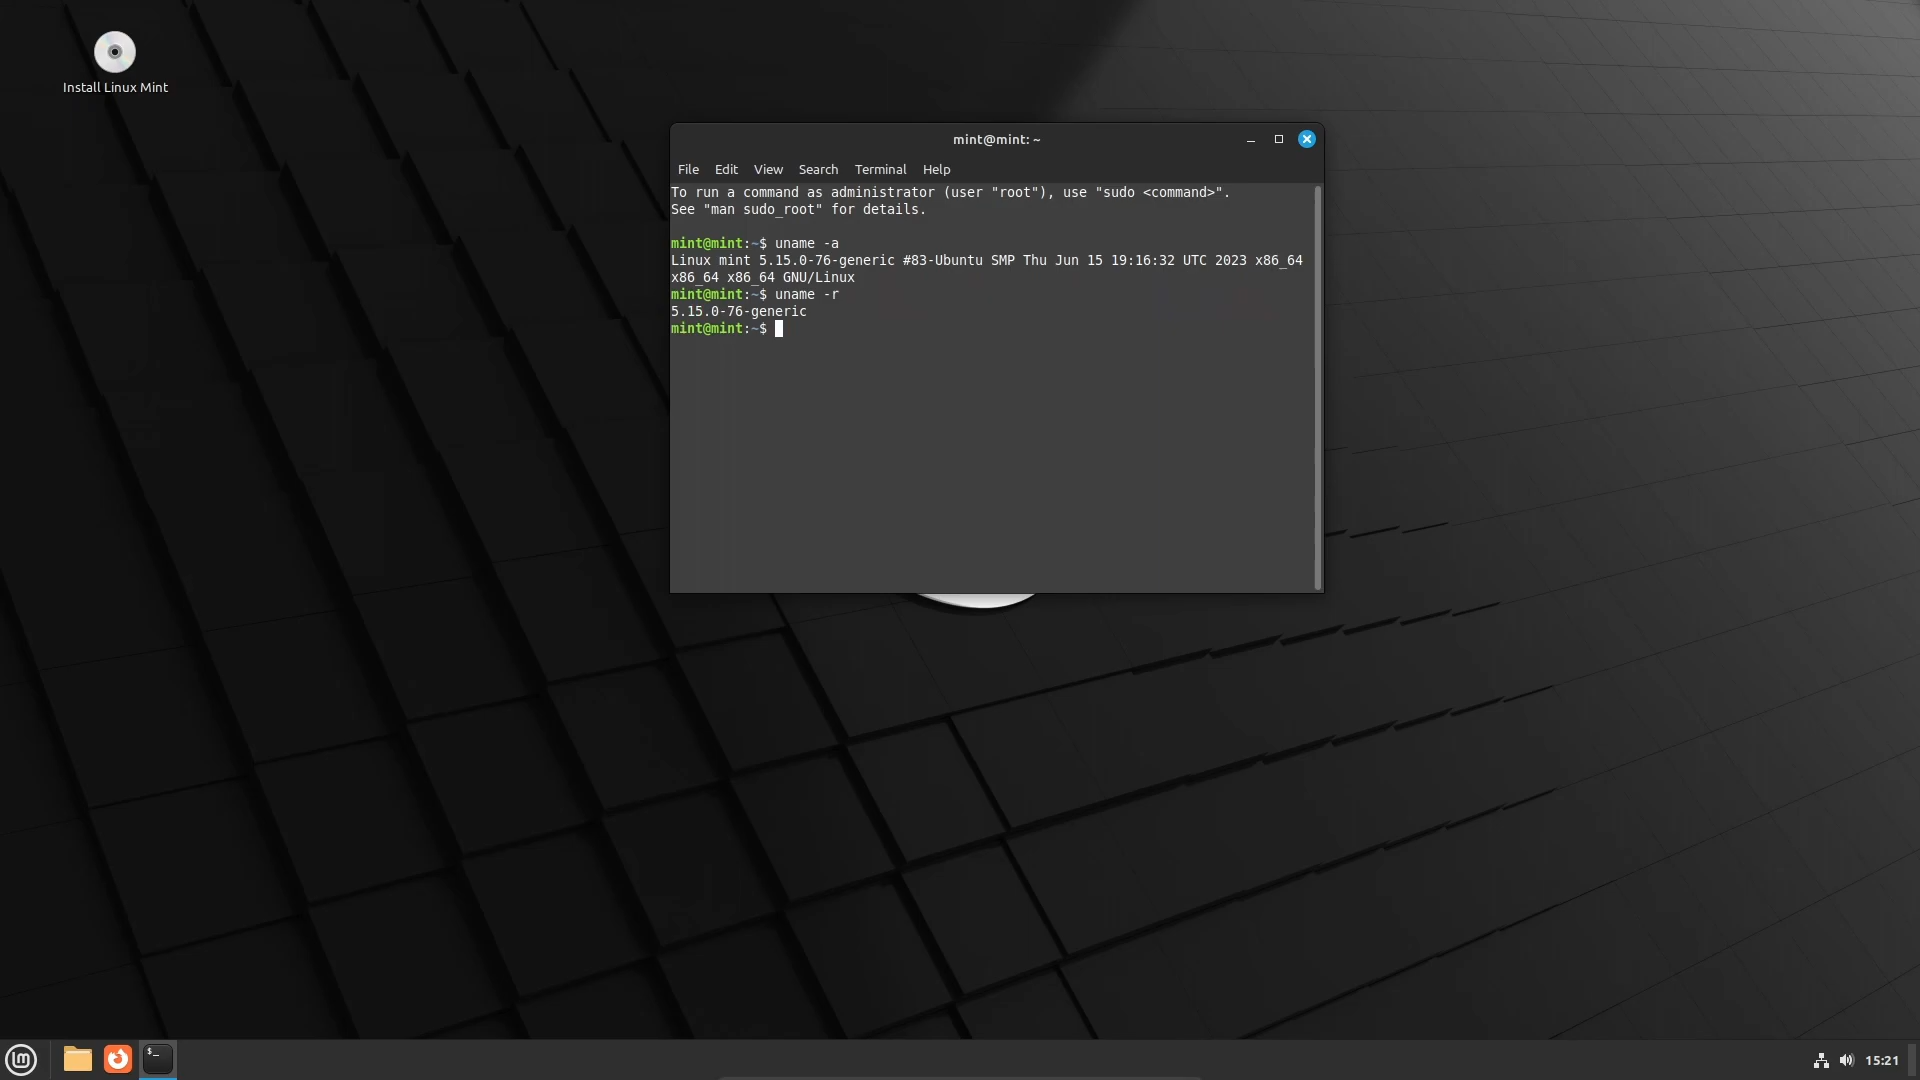 Install Linux Mint
mint@mint: ~
File Edit View Search Terminal Help
To run a command as administrator (user "root"), use "sudo <command>".
See "man sudo_root" for details.
mint@mint:~$ uname -a
Linux mint 5.15.0-76-generic #83-Ubuntu SMP Thu Jun 15 19:16:32 UTC 2023 x86_64
x86_64 x86_64 GNU/Linux
mint@mint:~$ uname -r
5.15.0-76-generic
mint@mint:~$
$_
15:21